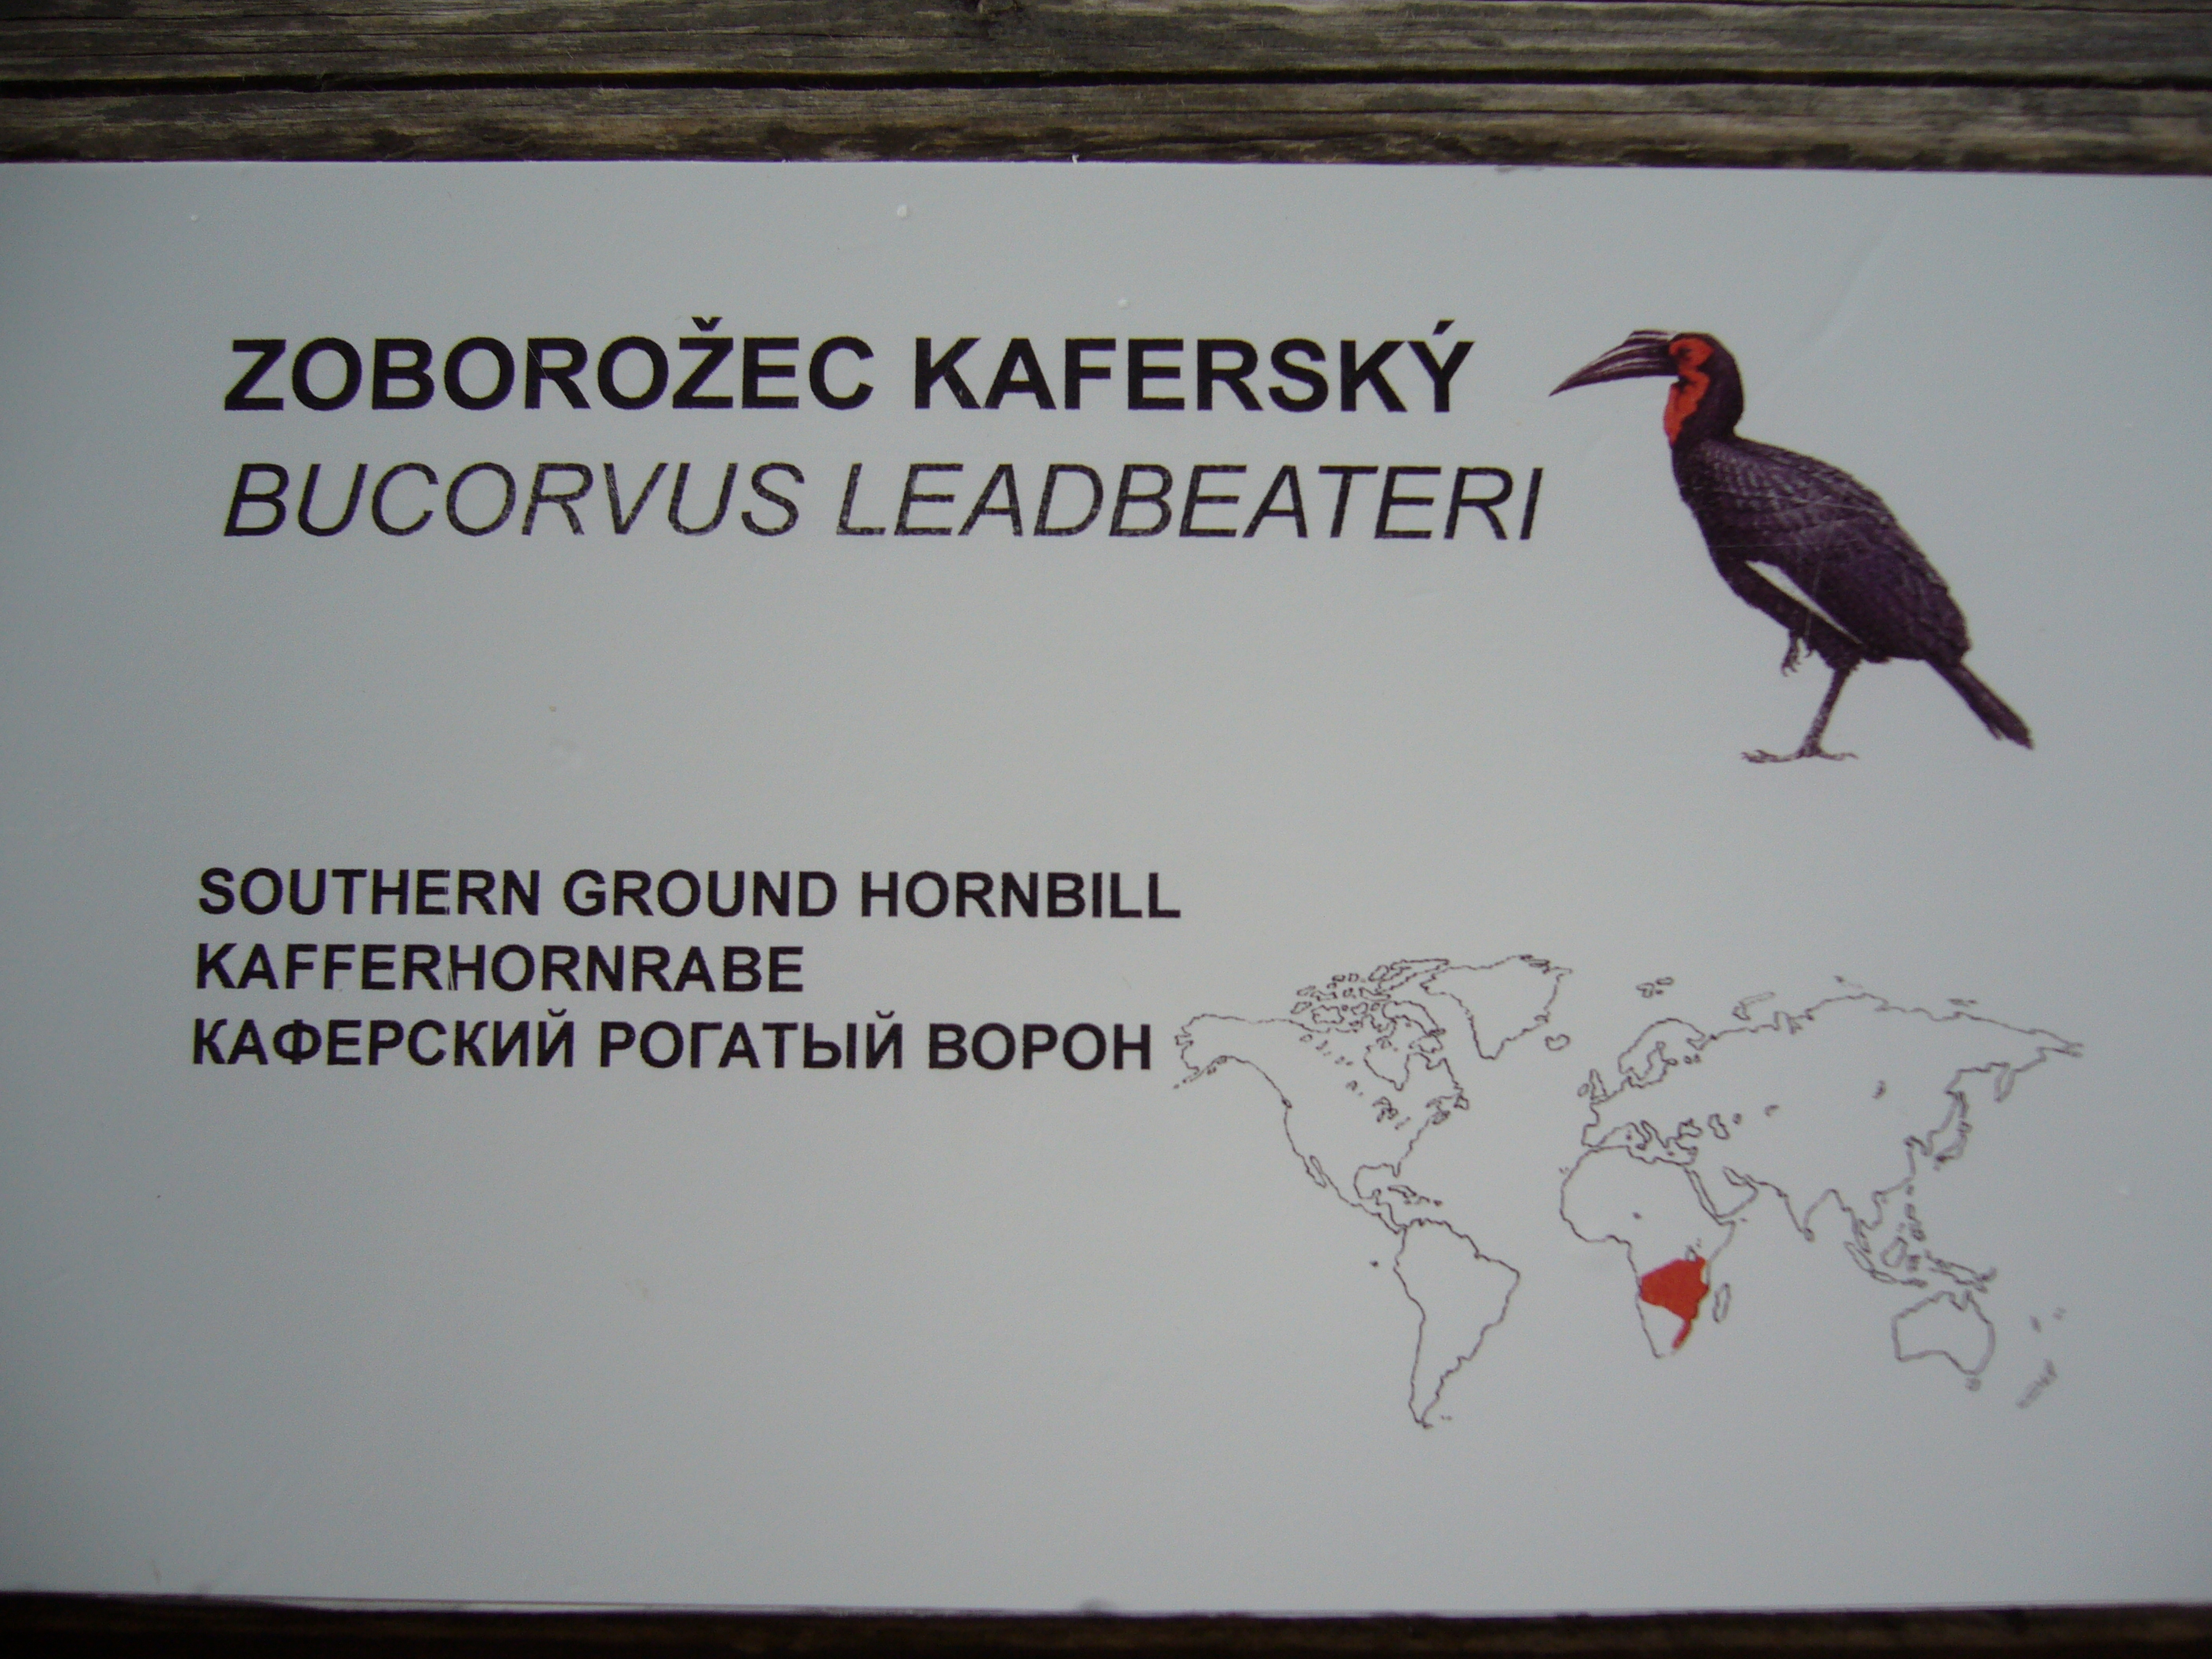 ZOBOROŽEC KAFERSKÝ
BUCORVUS LEADBEATERI
SOUTHERN GROUND HORNBILL
KAFFERHORNRABE
КАФЕРСКИЙ РОГАТЫЙ ВОРОН